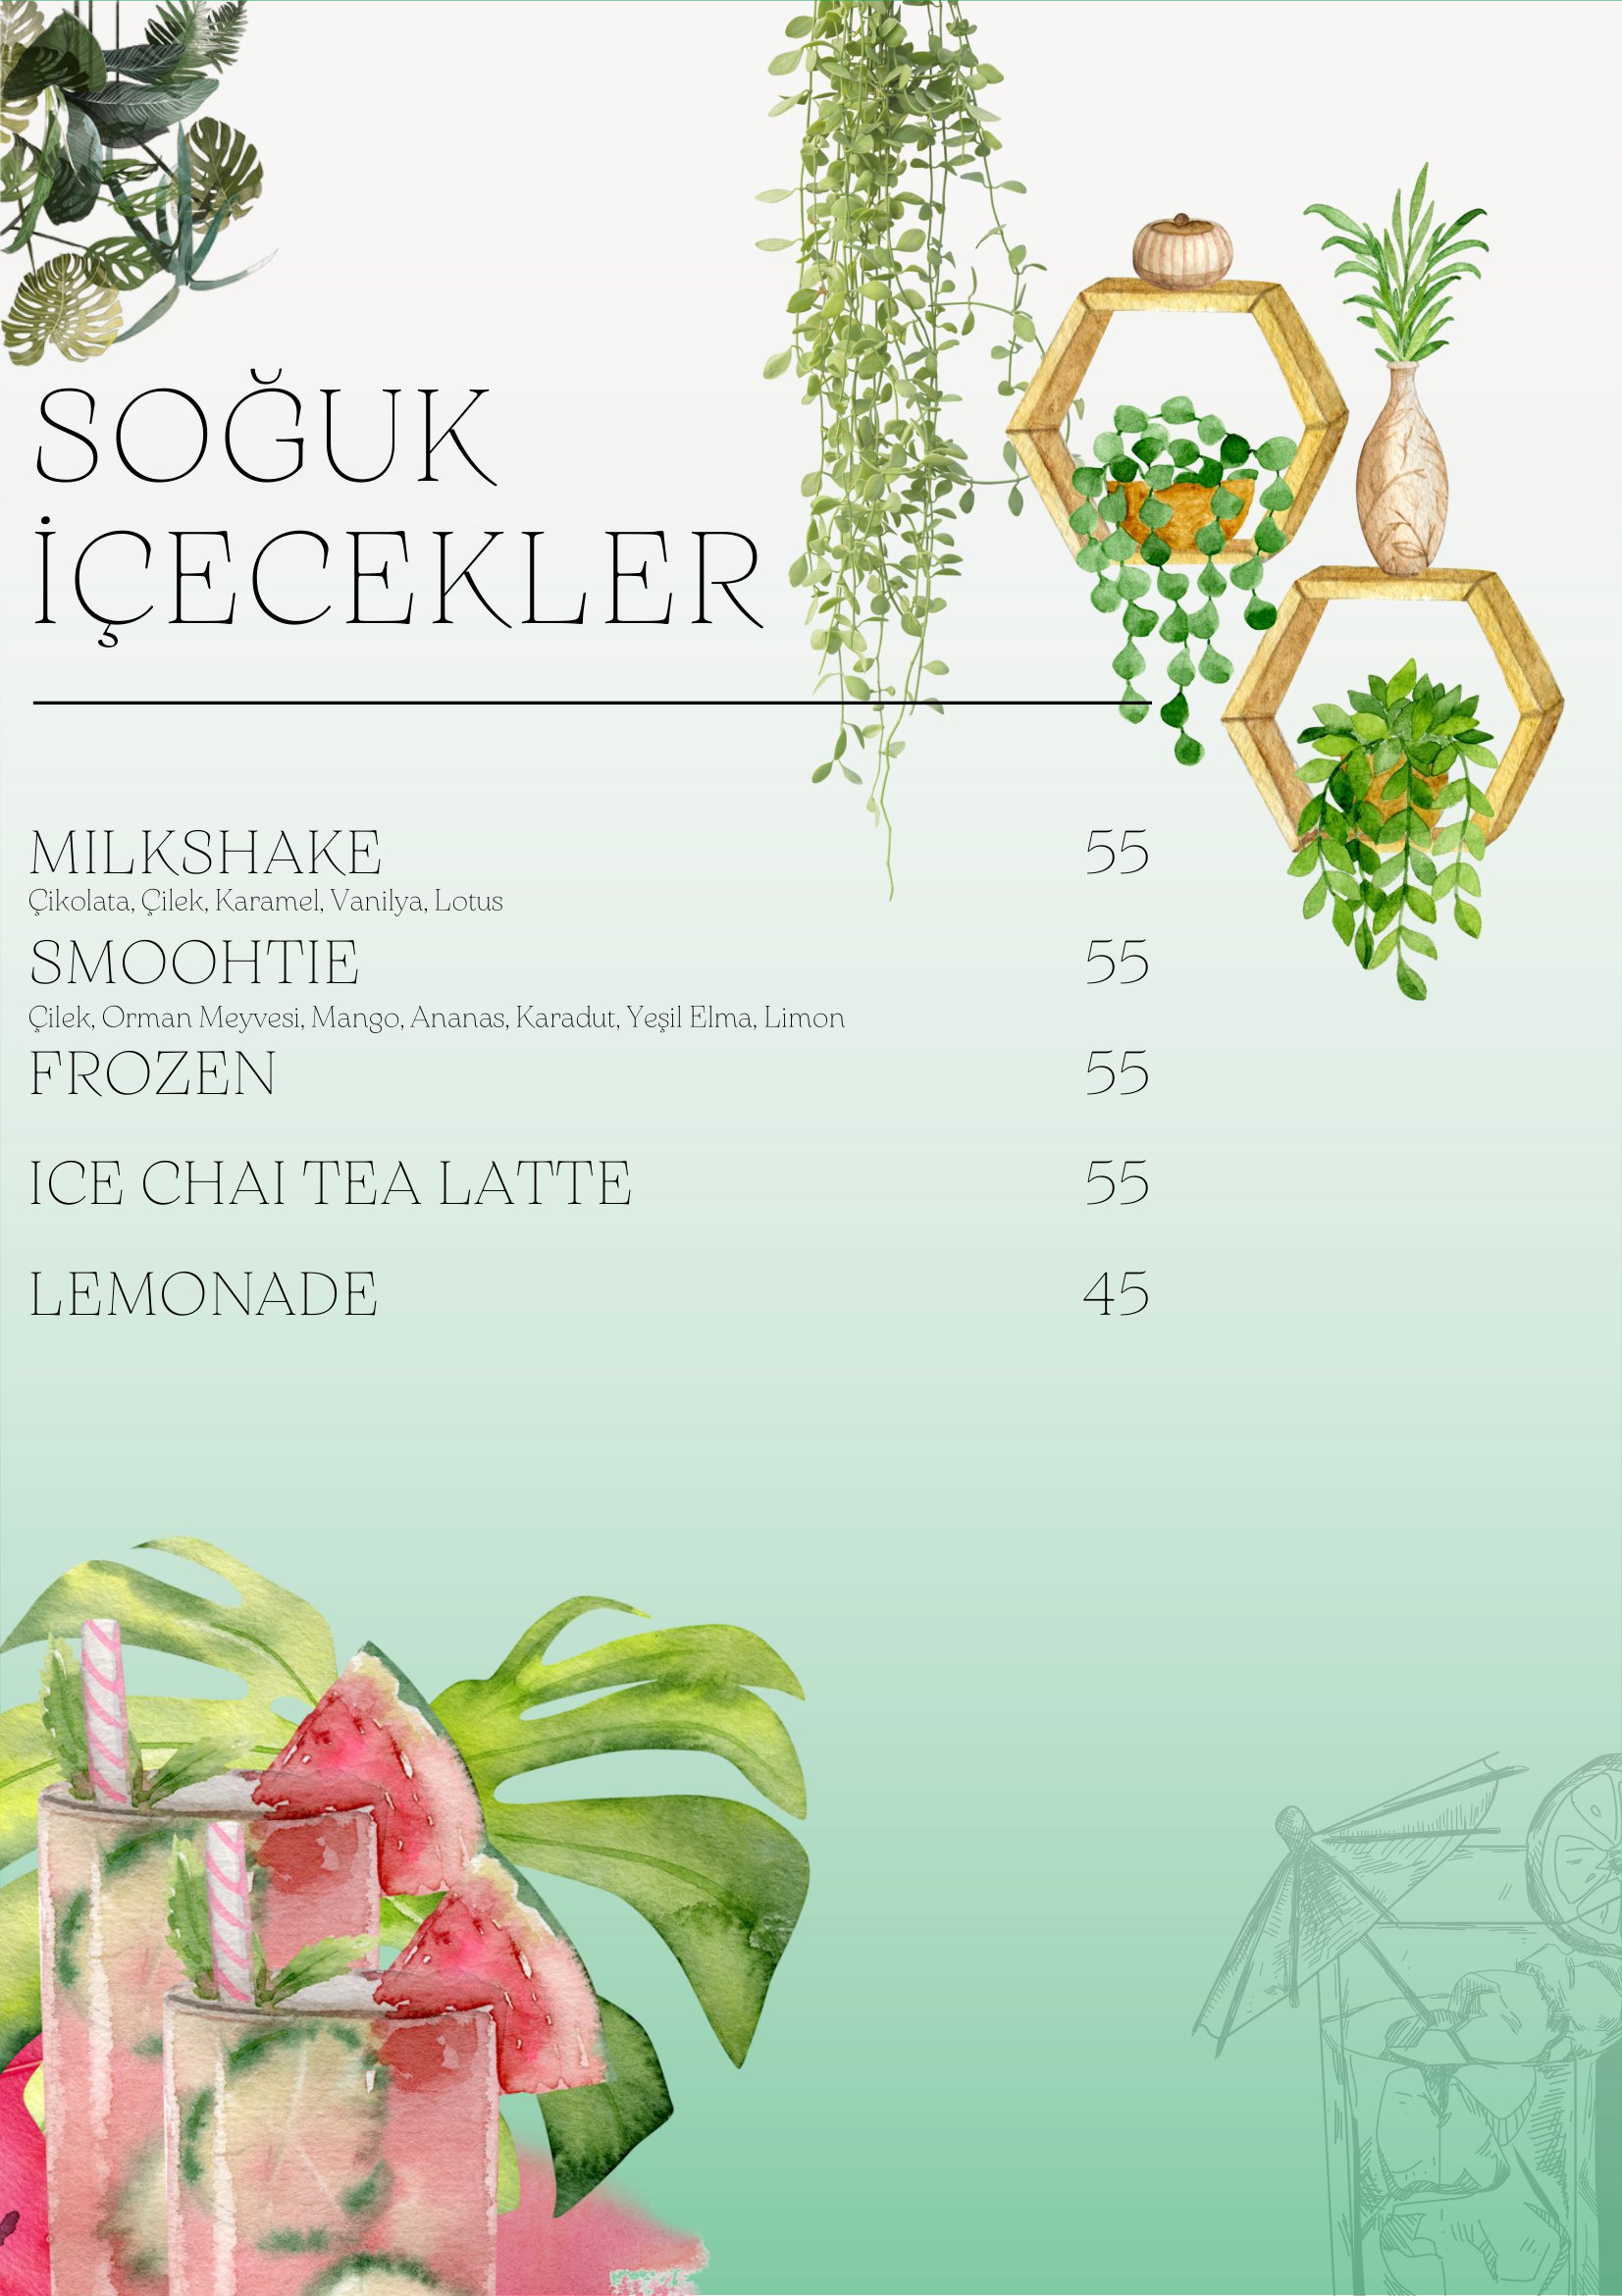 SOĞUK
İÇECEKLER
MILKSHAKE 55
Çikolata, Çilek, Karamel, Vanilya, Lotus
SMOOHTIE 55
Çilek, Orman Meyvesi, Mango, Ananas, Karadut, Yeşil Elma, Limon
FROZEN 55
ICE CHAI TEA LATTE 55
LEMONADE 45